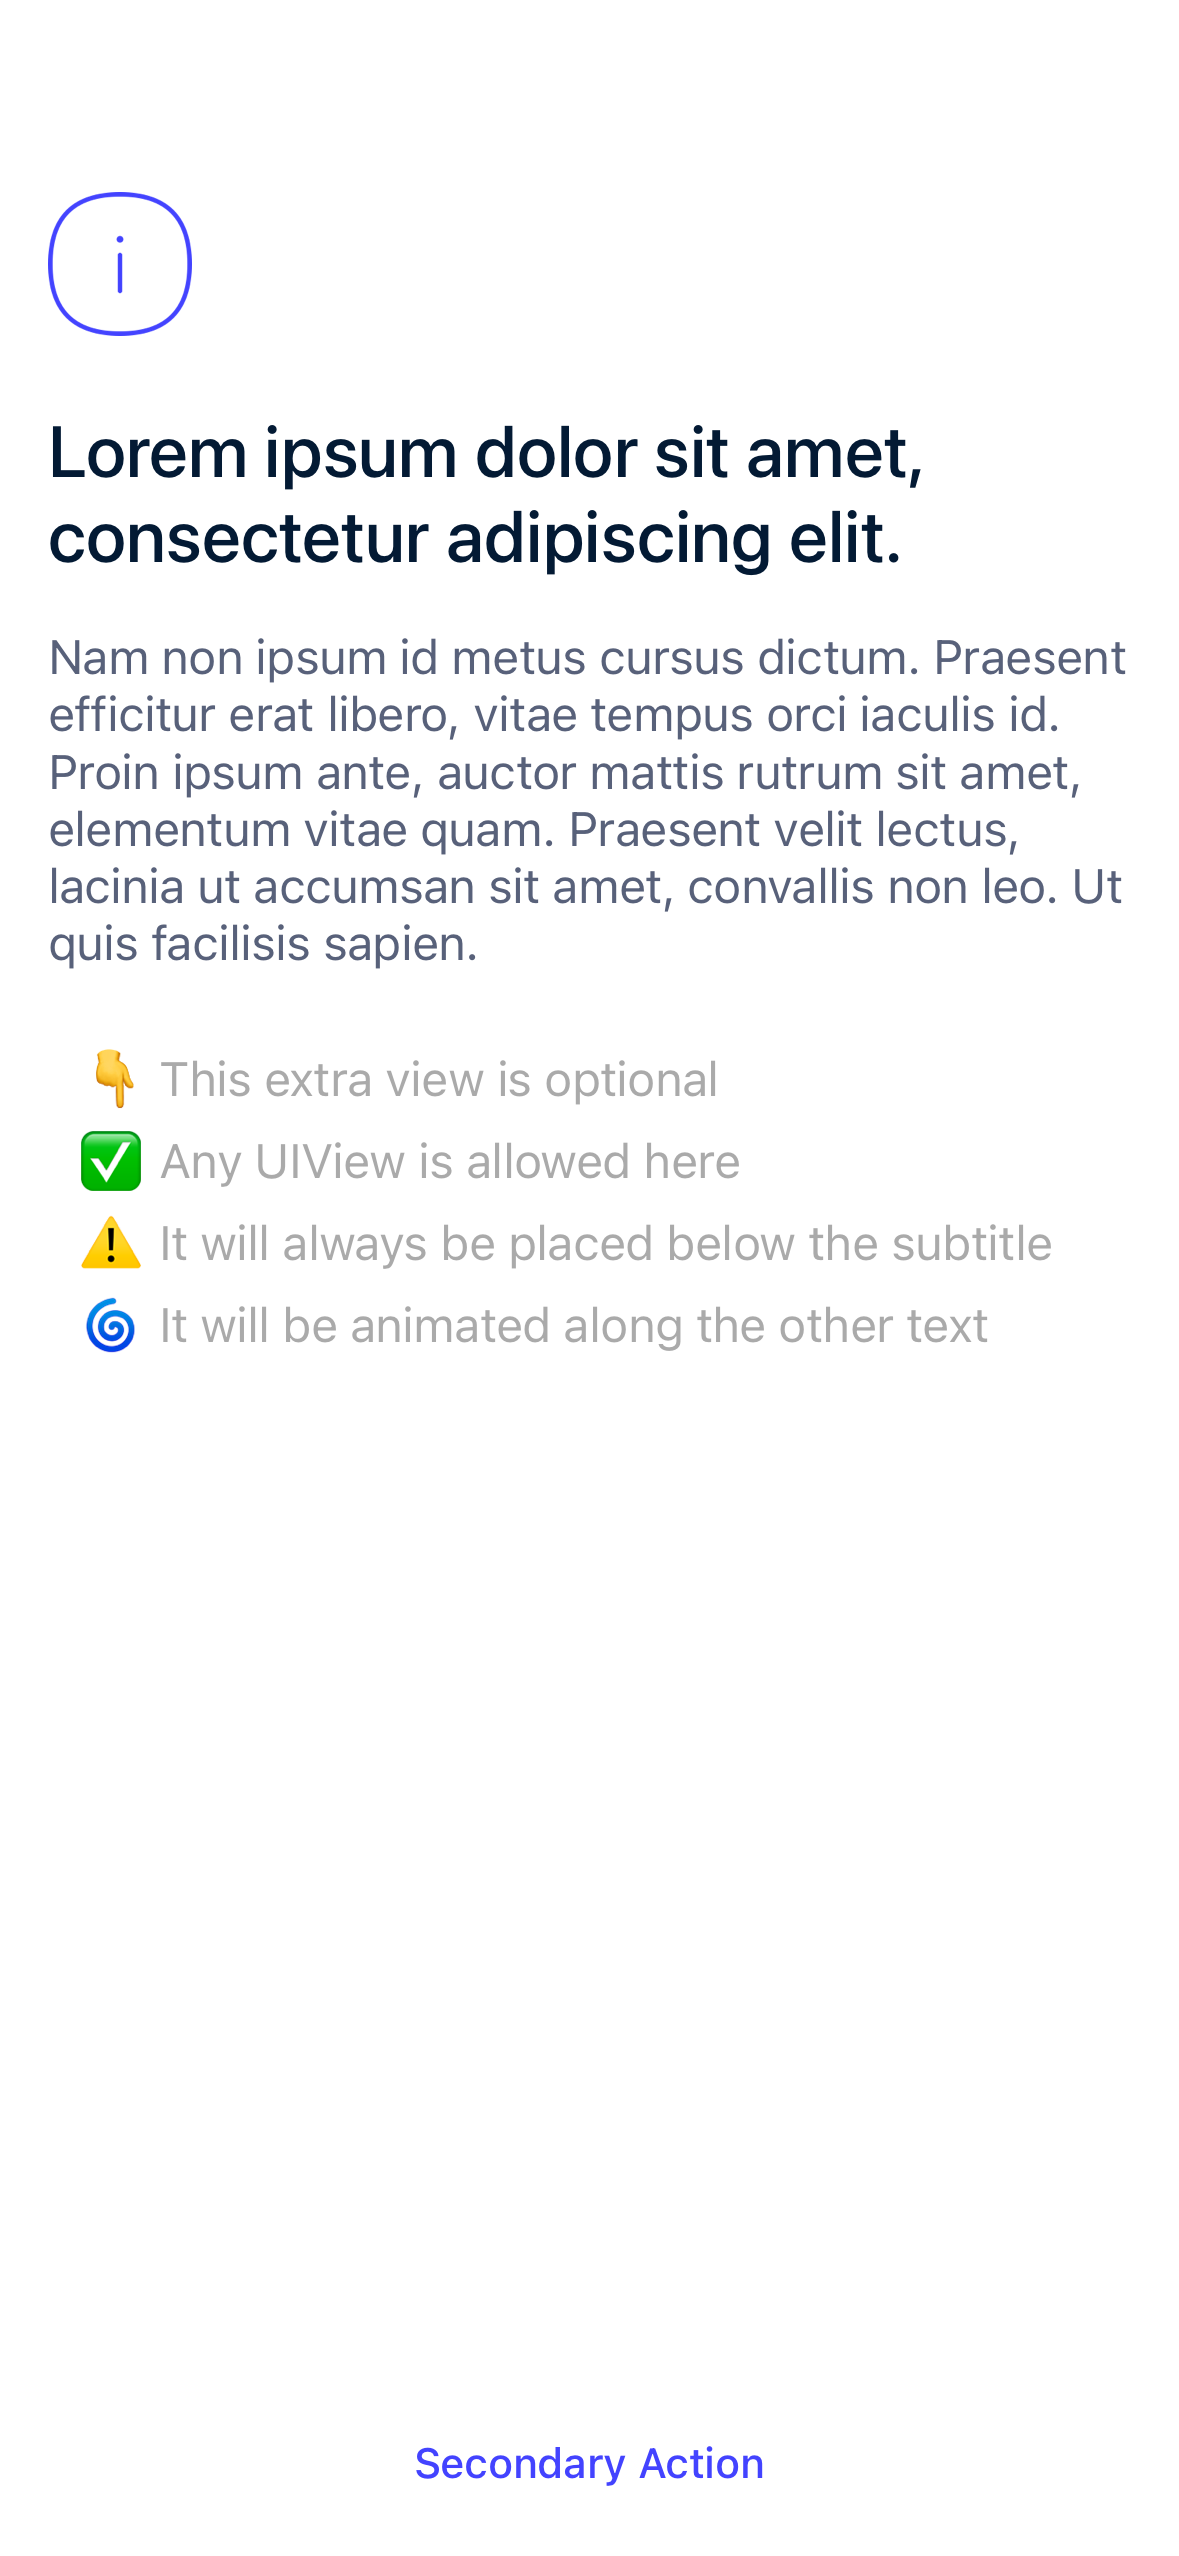 Lorem ipsum dolor sit amet,
consectetur adipiscing elit.
Nam non ipsum id metus cursus dictum. Praesent
efficitur erat libero, vitae tempus orci iaculis id.
Proin ipsum ante, auctor mattis rutrum sit amet,
elementum vitae quam. Praesent velit lectus,
lacinia ut accumsan sit amet, convallis non leo. Ut
quis facilisis sapien.
👇 This extra view is optional
✅ Any UIView is allowed here
⚠️ It will always be placed below the subtitle
🌀 It will be animated along the other text
Secondary Action